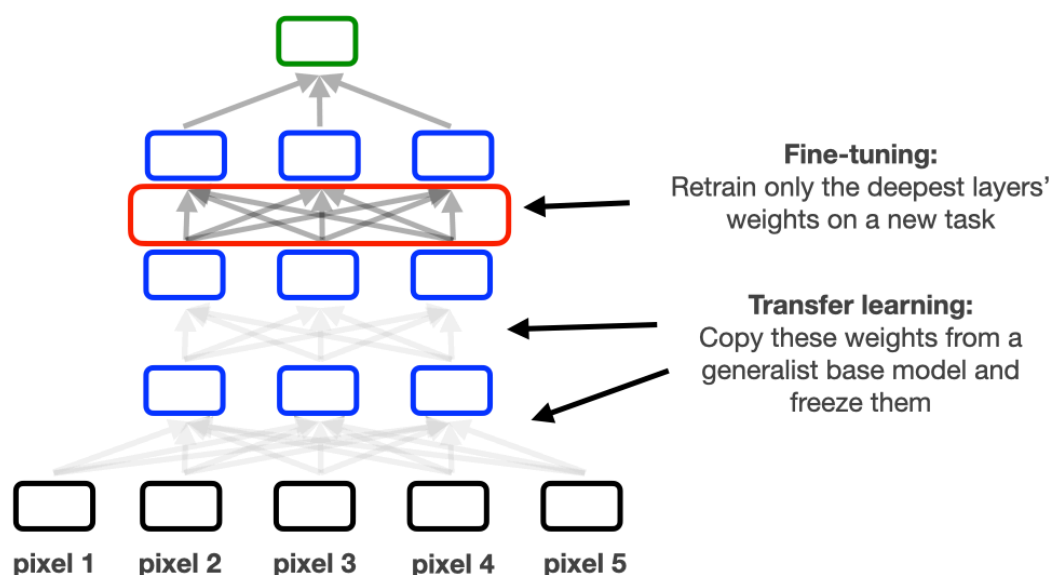 Fine-tuning:
Retrain only the deepest layers’
weights on a new task
Transfer learning:
Copy these weights from a
generalist base model and
freeze them
pixel 1 pixel 2 pixel 3 pixel 4 pixel 5